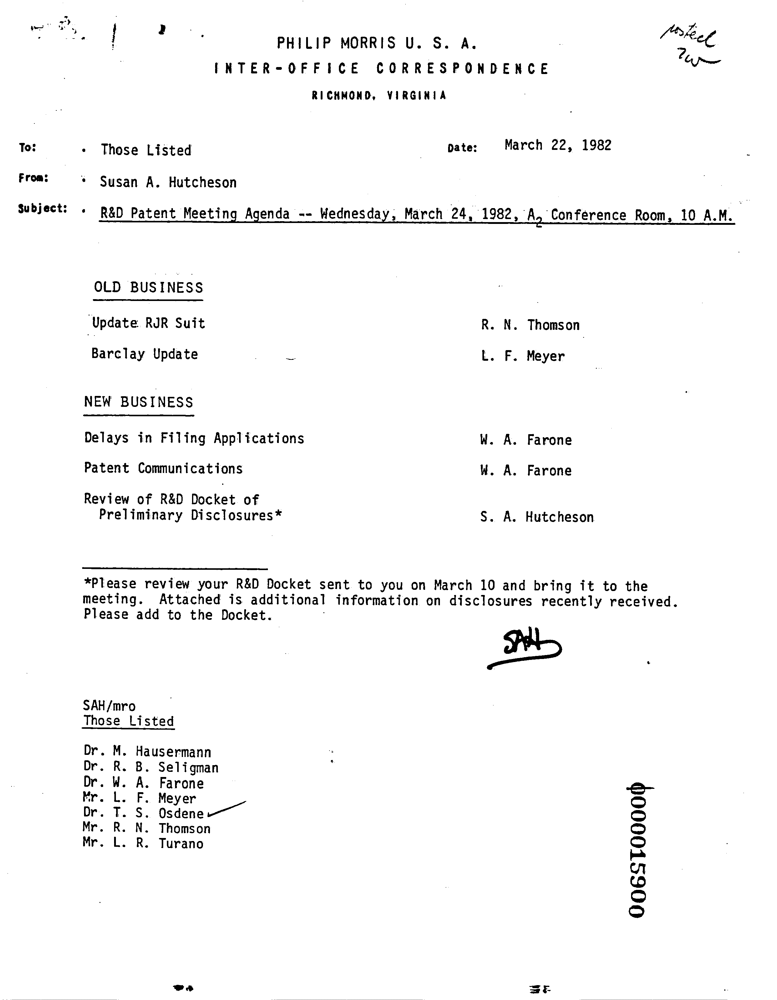 PHILIP MORRIS U. S. A.
INTER-OFFICE CORRESPONDENCE
RICHMOND, VIRGINIA
To: Those Listed Date: March 22, 1982
From: Susan A. Hutcheson
Subject: R&D Patent Meeting Agenda -- Wednesday, March 24, 1982, A2 Conference Room, 10 A.M.
OLD BUSINESS
Update RJR Suit R. N. Thomson
Barclay Update L. F. Meyer
NEW BUSINESS
Delays in Filing Applications W. A. Farone
Patent Communications W. A. Farone
Review of R&D Docket of
Preliminary Disclosures* S. A. Hutcheson
*Please review your R&D Docket sent to you on March 10 and bring it to the
meeting. Attached is additional information on disclosures recently received.
Please add to the Docket.
SAH
SAH/mro
Those Listed
Dr. M. Hausermann
Dr. R. B. Seligman
Dr. W. A. Farone
Mr. L. F. Meyer
Dr. T. S. Osdene
Mr. R. N. Thomson
Mr. L. R. Turano
0000015900